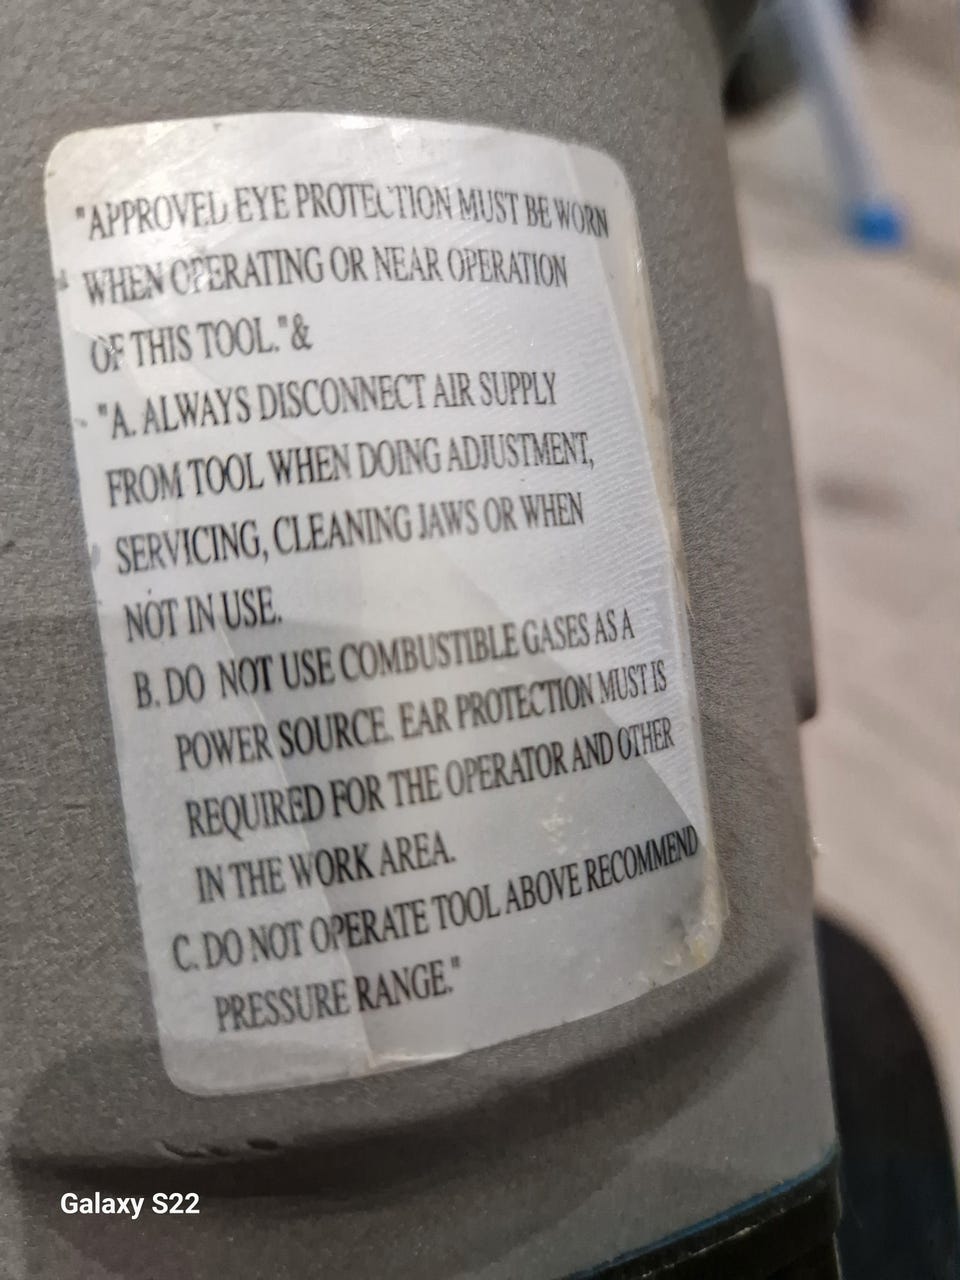 "APPROVED EYE PROTECTION MUST BE WORN
WHEN OPERATING OR NEAR OPERATION
OF THIS TOOL."&
"A. ALWAYS DISCONNECT AIR SUPPLY
FROM TOOL WHEN DOING ADJUSTMENT,
SERVICING, CLEANING JAWS OR WHEN
NOT IN USE.
B. DO NOT USE COMBUSTIBLE GASES AS A
POWER SOURCE. EAR PROTECTION MUST IS
REQUIRED FOR THE OPERATOR AND OTHER
IN THE WORK AREA.
C. DO NOT OPERATE TOOL ABOVE RECOMMEND
PRESSURE RANGE."
Galaxy S22